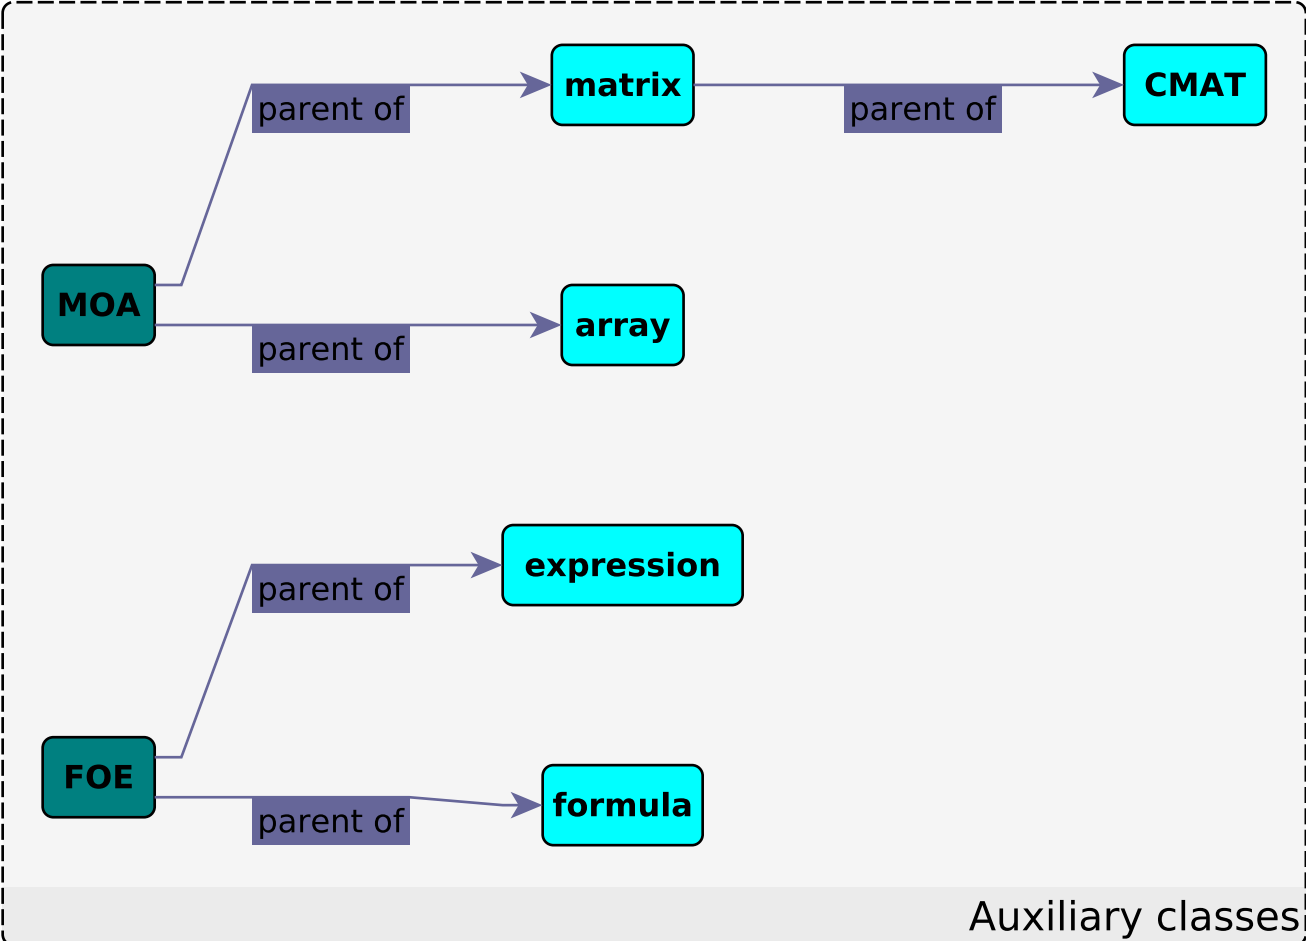 matrix
CMAT
parent of
parent of
MOA
array
parent of
expression
parent of
FOE
formula
parent of
Auxiliary classes